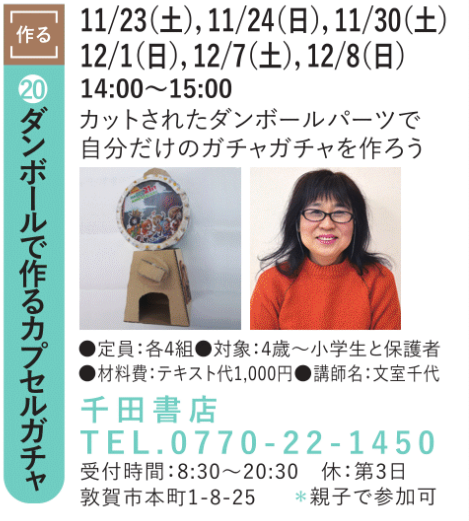 作る
⑳ダンボールで作るカプセルガチャ
11/23(土), 11/24(日), 11/30(土)
12/1(日), 12/7(土), 12/8(日)
14:00〜15:00
カットされたダンボールパーツで
自分だけのガチャガチャを作ろう
●定員:各4組●対象:4歳〜小学生と保護者
●材料費:テキスト代1,000円●講師名:文室千代
千田書店
TEL.0770-22-1450
受付時間:8:30〜20:30 休:第3日
敦賀市本町1-8-25 *親子で参加可